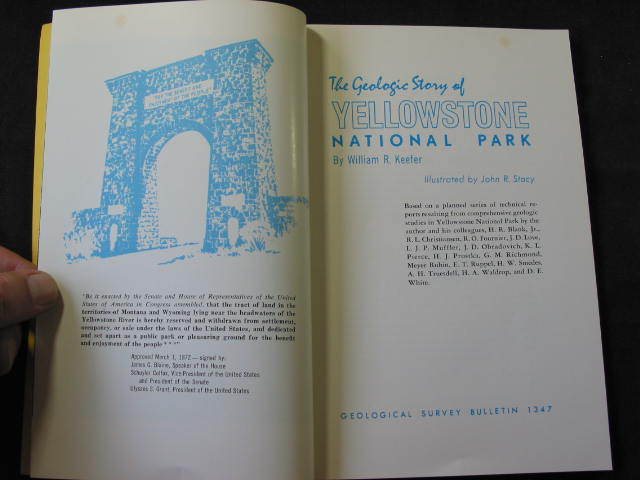 FOR THE BENEFIT AND
ENJOYMENT OF THE PEOPLE
"Be it enacted by the Senate and House of Representatives of the United
States of America in Congress assembled, that the tract of land in the
territories of Montana and Wyoming lying near the headwaters of the
Yellowstone River is hereby reserved and withdrawn from settlement,
occupancy, or sale under the laws of the United States, and dedicated
and set apart as a public park or pleasuring ground for the benefit
and enjoyment of the people * * *"
Approved March 1, 1872 — signed by:
James G. Blaine, Speaker of the House
Schuyler Colfax, Vice-President of the United States
and President of the Senate
Ulysses S. Grant, President of the United States
The Geologic Story of
YELLOWSTONE
NATIONAL PARK
By William R. Keefer
Illustrated by John R. Stacy
Based on a planned series of technical re-
ports resulting from comprehensive geologic
studies in Yellowstone National Park by the
author and his colleagues, H. R. Blank, Jr.,
R. L. Christiansen, R. O. Fournier, J. D. Love,
L. J. P. Muffler, J. D. Obradovich, K. L.
Pierce, H. J. Prostka, G. M. Richmond,
Meyer Rubin, E. T. Ruppel, H. W. Smedes,
A. H. Truesdell, H. A. Waldrop, and D. E.
White.
GEOLOGICAL SURVEY BULLETIN 1347